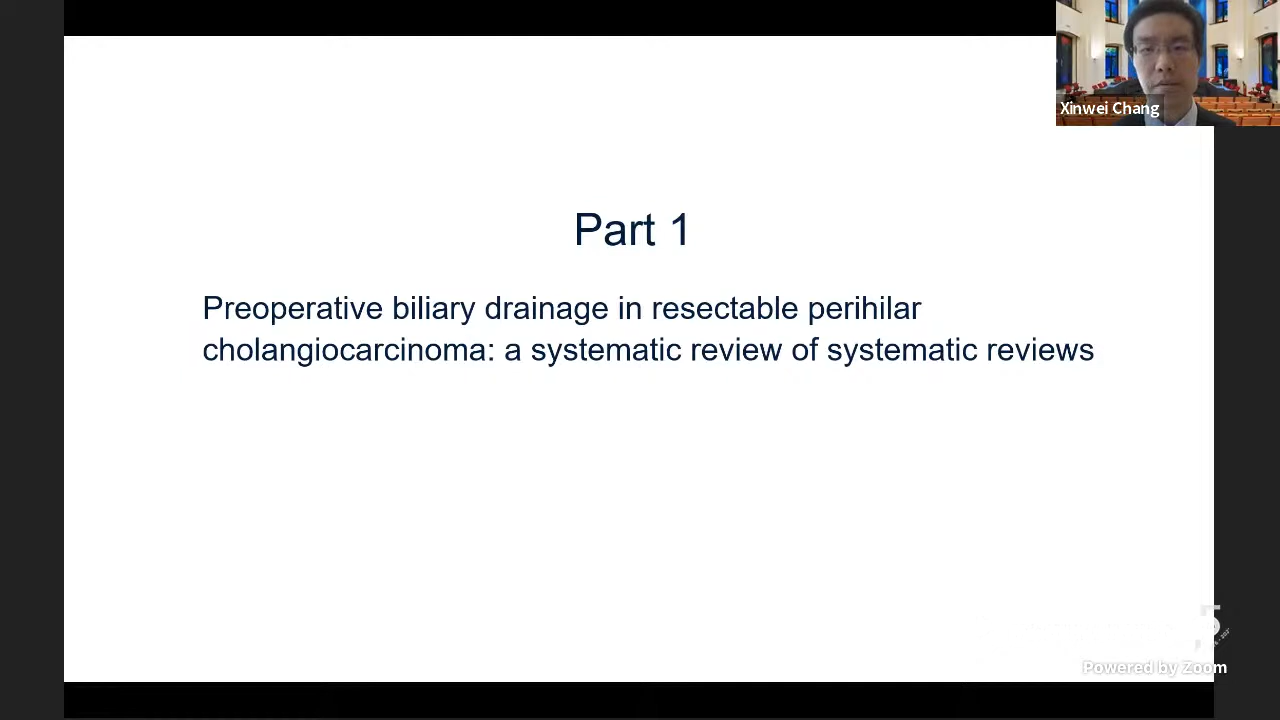 Xinwei Chang
Part 1
Preoperative biliary drainage in resectable perihilar
cholangiocarcinoma: a systematic review of systematic reviews
5
Powered by Zoom